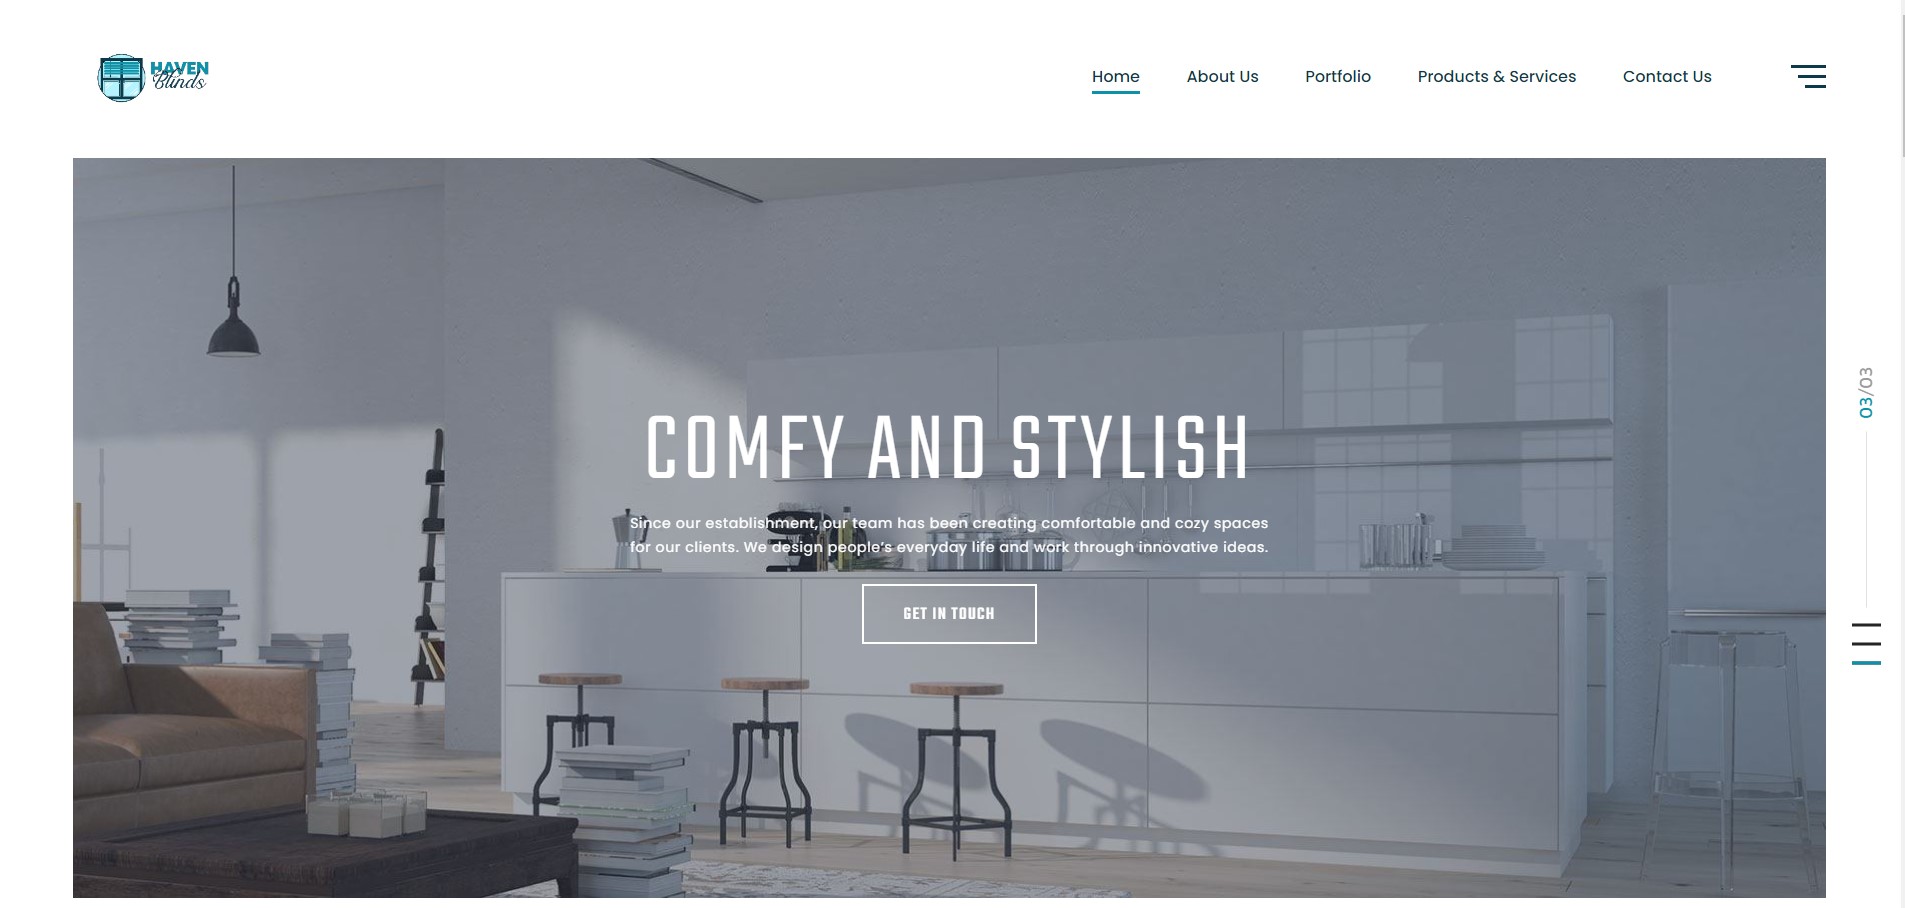 HAVEN
Blinds
Home
About Us
Portfolio
Products & Services
Contact Us
COMFY AND STYLISH
Since our establishment, our team has been creating comfortable and cozy spaces
for our clients. We design people's everyday life and work through innovative ideas.
GET IN TOUCH
03/03